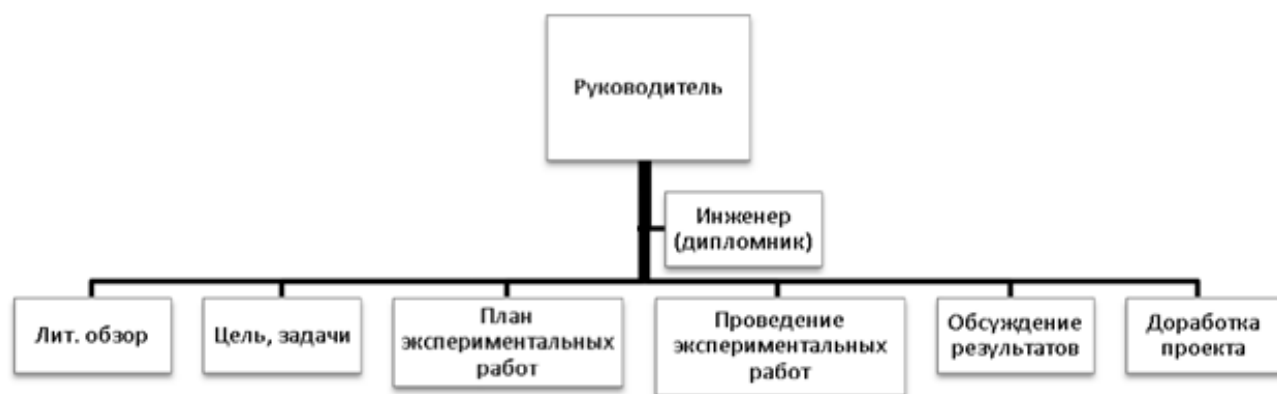 Руководитель
Инженер
(дипломник)
Лит. обзор
Цель, задачи
План
экспериментальных
работ
Проведение
экспериментальных
работ
Обсуждение
результатов
Доработка
проекта